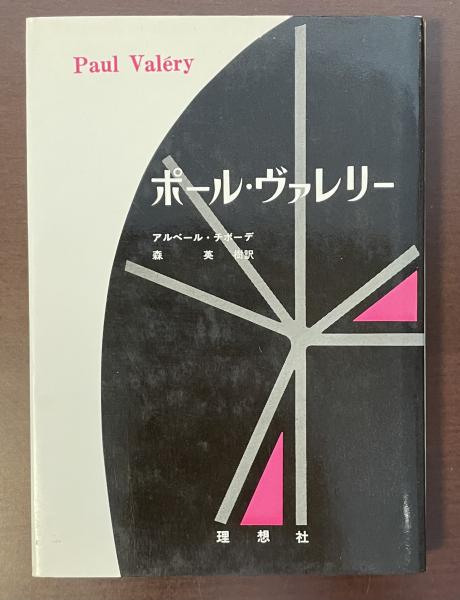 Paul Valéry
ポール・ヴァレリー
アルベール・チボーデ
森 英 樹訳
理想社